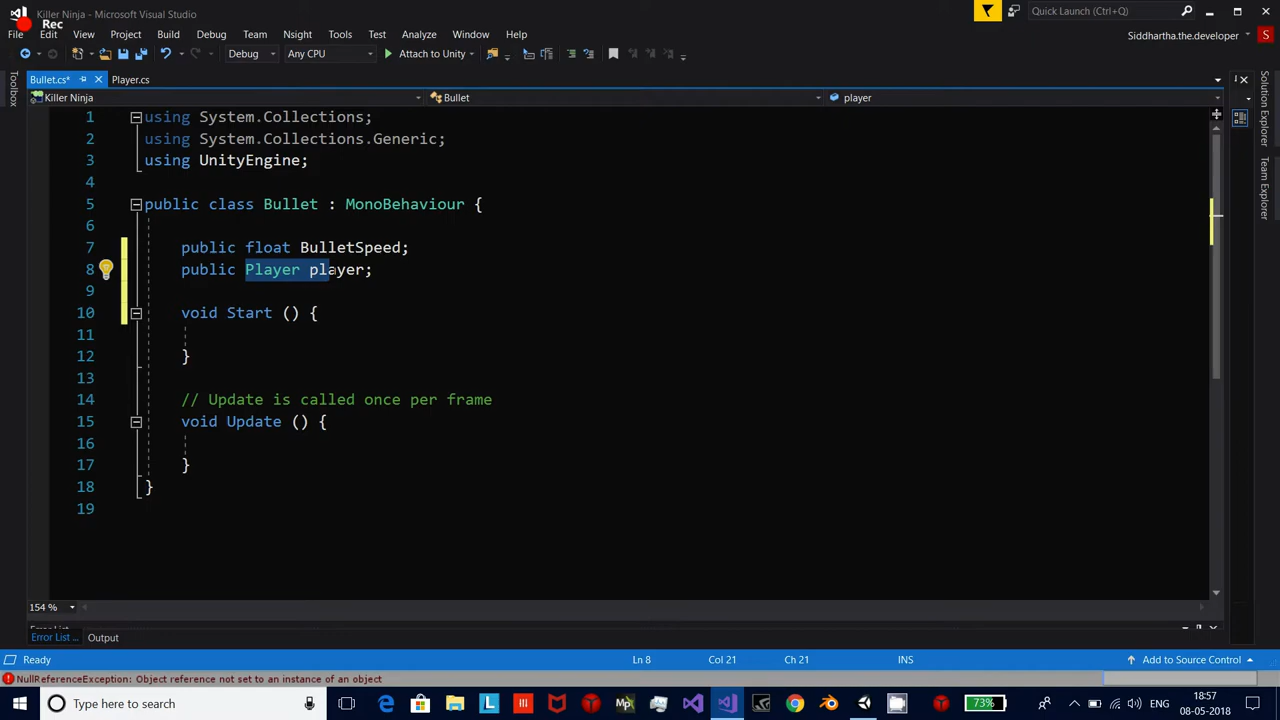 Killer Ninja - Microsoft Visual Studio
Quick Launch (Ctrl+Q)
Rec
File Edit View Project Build Debug Team Nsight Tools Test Analyze Window Help
Siddhartha.the.developer S
Debug Any CPU Attach to Unity
Bullet.cs* Player.cs
Killer Ninja Bullet player
Toolbox
Solution Explorer
Team Explorer
1 using System.Collections;
2 using System.Collections.Generic;
3 using UnityEngine;
4
5 public class Bullet : MonoBehaviour {
6
7 public float BulletSpeed;
8 public Player player;
9
10 void Start () {
11
12 }
13
14 // Update is called once per frame
15 void Update () {
16
17 }
18 }
19
154 %
Error List ... Output
Ready Ln 8 Col 21 Ch 21 INS Add to Source Control
NullReferenceException: Object reference not set to an instance of an object
Type here to search
73%
ENG
18:57
08-05-2018